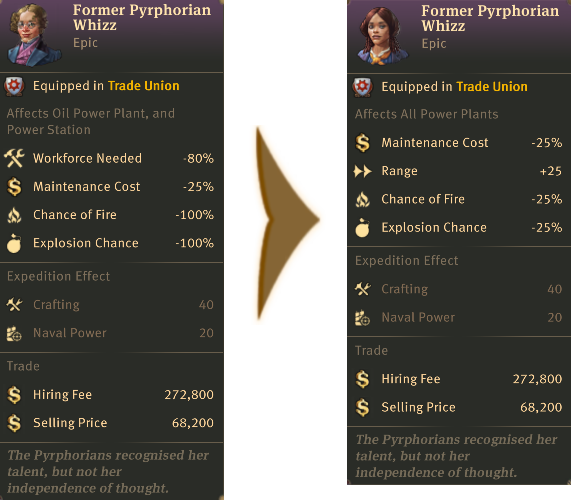 Former Pyrphorian
Whizz
Epic
Equipped in Trade Union
Affects Oil Power Plant, and
Power Station
Workforce Needed -80%
Maintenance Cost -25%
Chance of Fire -100%
Explosion Chance -100%
Expedition Effect
Crafting 40
Naval Power 20
Trade
Hiring Fee 272,800
Selling Price 68,200
The Pyrphorians recognised her
talent, but not her
independence of thought.
Former Pyrphorian
Whizz
Epic
Equipped in Trade Union
Affects All Power Plants
Maintenance Cost -25%
Range +25
Chance of Fire -25%
Explosion Chance -25%
Expedition Effect
Crafting 40
Naval Power 20
Trade
Hiring Fee 272,800
Selling Price 68,200
The Pyrphorians recognised her
talent, but not her
independence of thought.